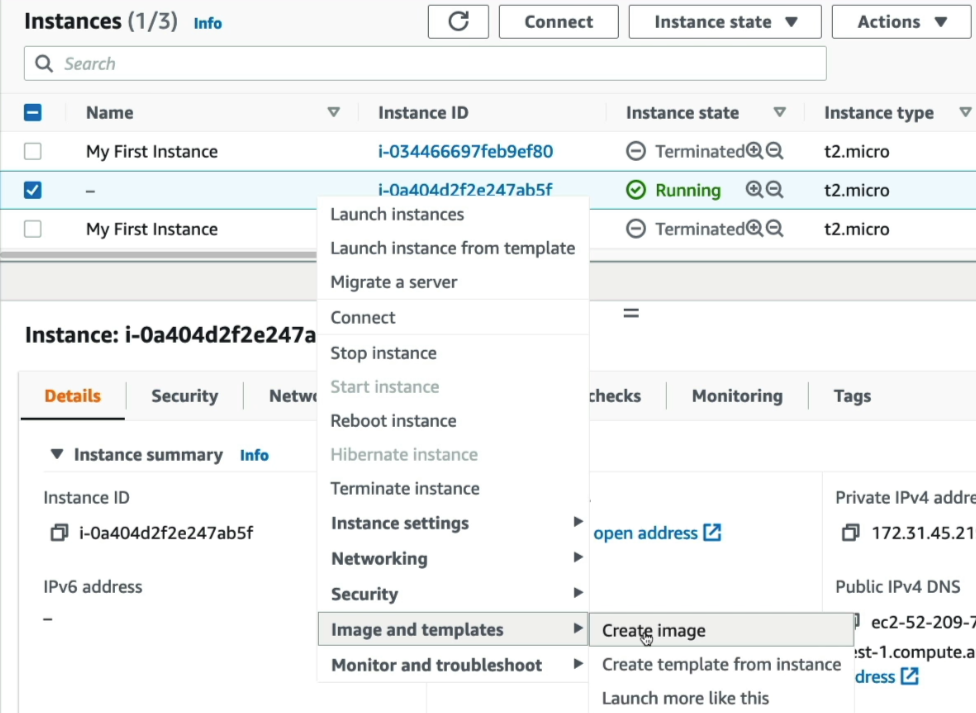 Instances (1/3) Info Connect Instance state Actions
Search
Name Instance ID Instance state Instance type
My First Instance i-034466697feb9ef80 Terminated t2.micro
– i-0a404d2f2e247ab5f Running t2.micro
My First Instance Terminated t2.micro
Launch instances
Launch instance from template
Migrate a server
Connect
Stop instance
Start instance
Reboot instance
Hibernate instance
Terminate instance
Instance settings
Networking
Security
Image and templates
Monitor and troubleshoot
Create image
Create template from instance
Launch more like this
Instance: i-0a404d2f2e247a
Details Security Netwo checks Monitoring Tags
Instance summary Info
Instance ID
i-0a404d2f2e247ab5f
IPv6 address
–
open address
Private IPv4 addre
172.31.45.21
Public IPv4 DNS
ec2-52-209-7
est-1.compute.a
dress